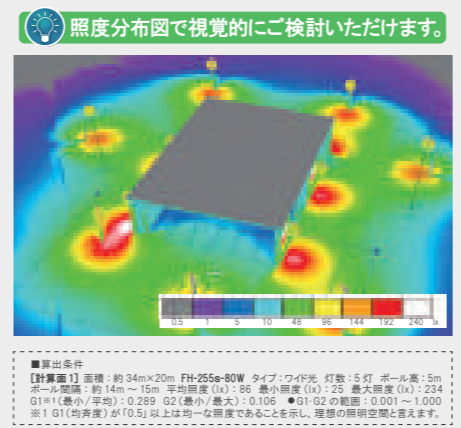 照度分布図で視覚的にご検討いただけます。
0.5 1 5 10 48 96 144 192 240 lx
■算出条件
[計算面1] 面積：約34m×20m FH-255s-80W タイプ：ワイド光 灯数：5灯 ポール高：5m
ポール間隔：約14m～15m 平均照度(lx)：86 最小照度(lx)：25 最大照度(lx)：234
G1※1(最小/平均)：0.289 G2(最小/最大)：0.106 ●G1·G2の範囲：0.001～1.000
※1 G1(均斉度)が「0.5」以上は均一な照度であることを示し、理想の照明空間と言えます。